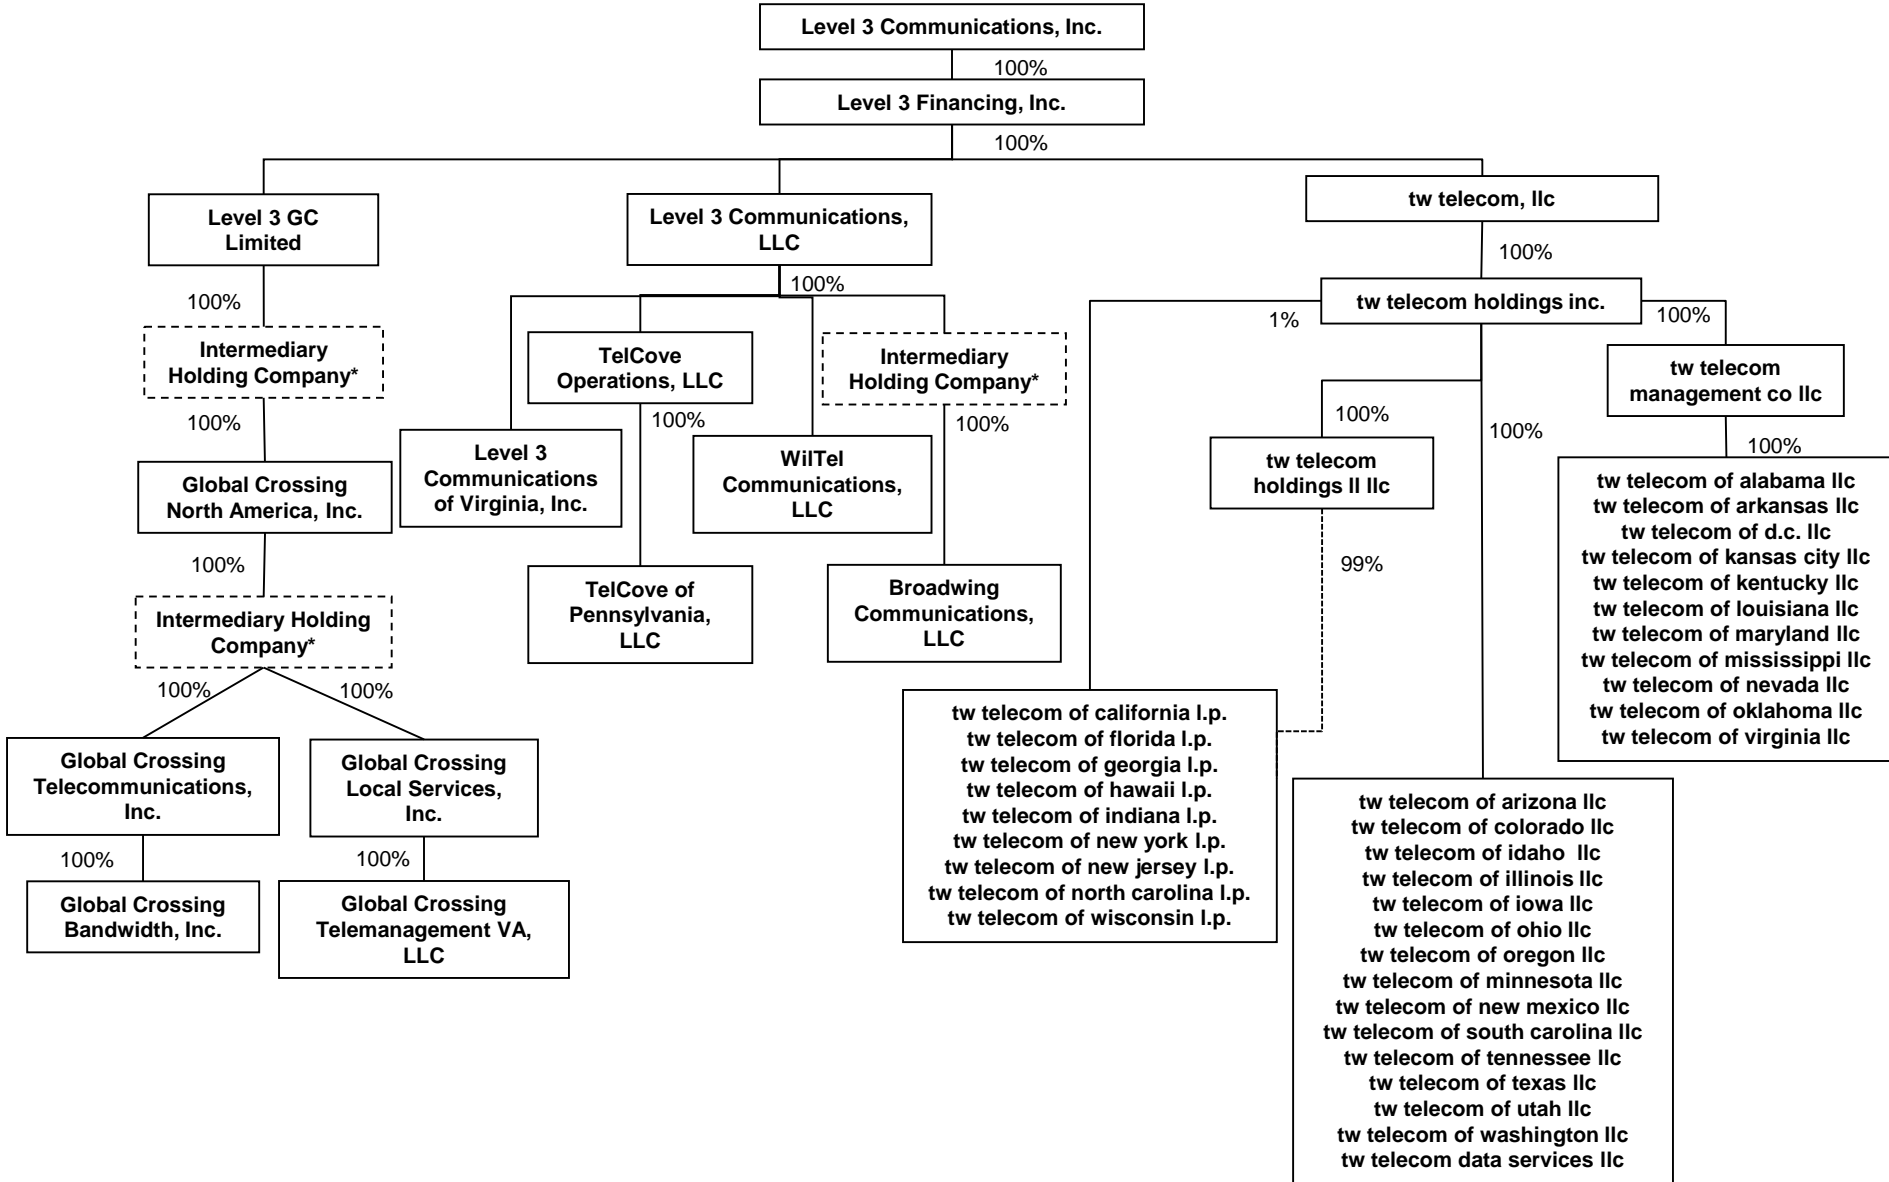 Level 3 Communications, Inc.
100%
Level 3 Financing, Inc.
100%
Level 3 GC
Limited
100%
Intermediary
Holding Company*
100%
Global Crossing
North America, Inc.
100%
Intermediary Holding
Company*
100%
100%
Global Crossing
Telecommunications,
Inc.
100%
Global Crossing
Bandwidth, Inc.
Global Crossing
Local Services,
Inc.
100%
Global Crossing
Telemanagement VA,
LLC
Level 3 Communications,
LLC
100%
Level 3
Communications
of Virginia, Inc.
TelCove
Operations, LLC
100%
TelCove of
Pennsylvania,
LLC
WilTel
Communications,
LLC
Intermediary
Holding Company*
100%
Broadwing
Communications,
LLC
tw telecom, llc
100%
tw telecom holdings inc.
1%
100%
100%
100%
tw telecom
holdings II llc
99%
tw telecom of california l.p.
tw telecom of florida l.p.
tw telecom of georgia l.p.
tw telecom of hawaii l.p.
tw telecom of indiana l.p.
tw telecom of new york l.p.
tw telecom of new jersey l.p.
tw telecom of north carolina l.p.
tw telecom of wisconsin l.p.
tw telecom of arizona llc
tw telecom of colorado llc
tw telecom of idaho  llc
tw telecom of illinois llc
tw telecom of iowa llc
tw telecom of ohio llc
tw telecom of oregon llc
tw telecom of minnesota llc
tw telecom of new mexico llc
tw telecom of south carolina llc
tw telecom of tennessee llc
tw telecom of texas llc
tw telecom of utah llc
tw telecom of washington llc
tw telecom data services llc
tw telecom
management co llc
100%
tw telecom of alabama llc
tw telecom of arkansas llc
tw telecom of d.c. llc
tw telecom of kansas city llc
tw telecom of kentucky llc
tw telecom of louisiana llc
tw telecom of maryland llc
tw telecom of mississippi llc
tw telecom of nevada llc
tw telecom of oklahoma llc
tw telecom of virginia llc